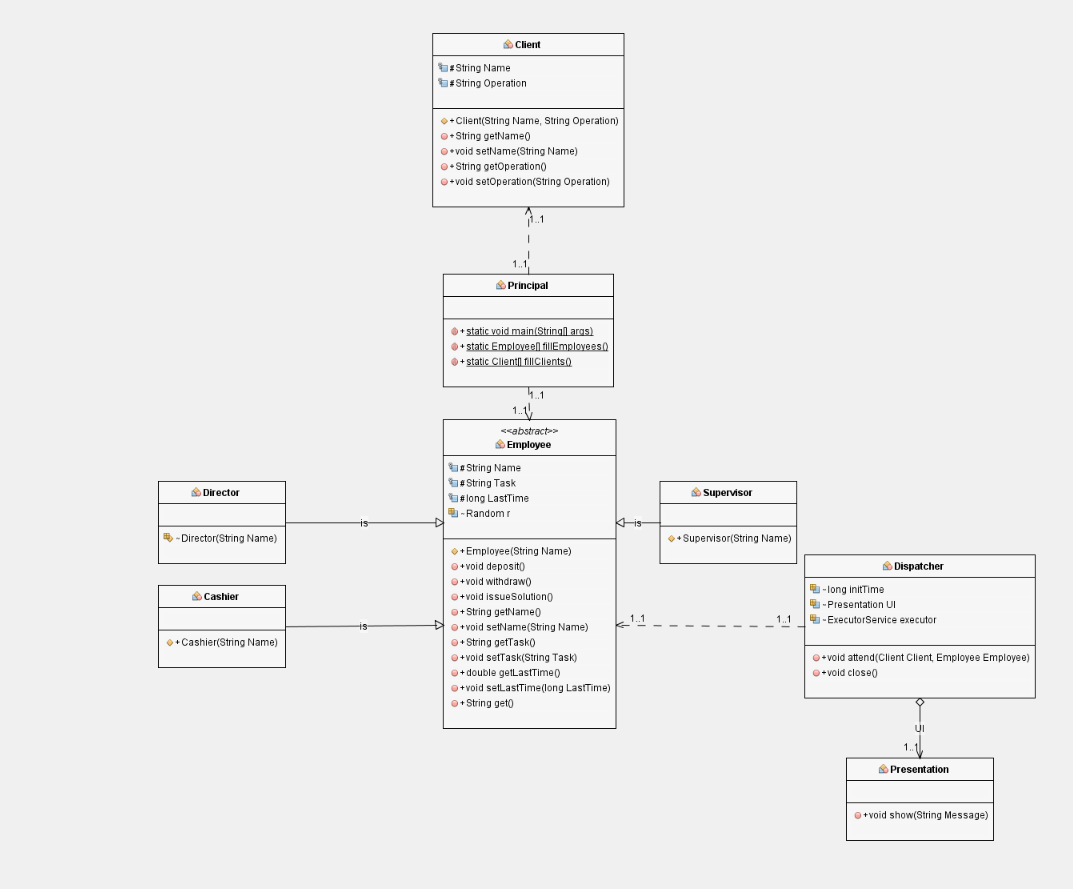 Client
#String Name
#String Operation
+Client(String Name, String Operation)
+String getName()
+void setName(String Name)
+String getOperation()
+void setOperation(String Operation)
1..1
1..1
Principal
+static void main(String[] args)
+static Employee[] fillEmployees()
+static Client[] fillClients()
1..1
1..1
<<abstract>>
Employee
#String Name
#String Task
#long LastTime
~Random r
+Employee(String Name)
+void deposit()
+void withdraw()
+void issueSolution()
+String getName()
+void setName(String Name)
+String getTask()
+void setTask(String Task)
+double getLastTime()
+void setLastTime(long LastTime)
+String get()
Director
~Director(String Name)
is
Cashier
+Cashier(String Name)
is
Supervisor
+Supervisor(String Name)
is
Dispatcher
~long initTime
~Presentation UI
~ExecutorService executor
+void attend(Client Client, Employee Employee)
+void close()
1..1
1..1
UI
1..1
Presentation
+void show(String Message)